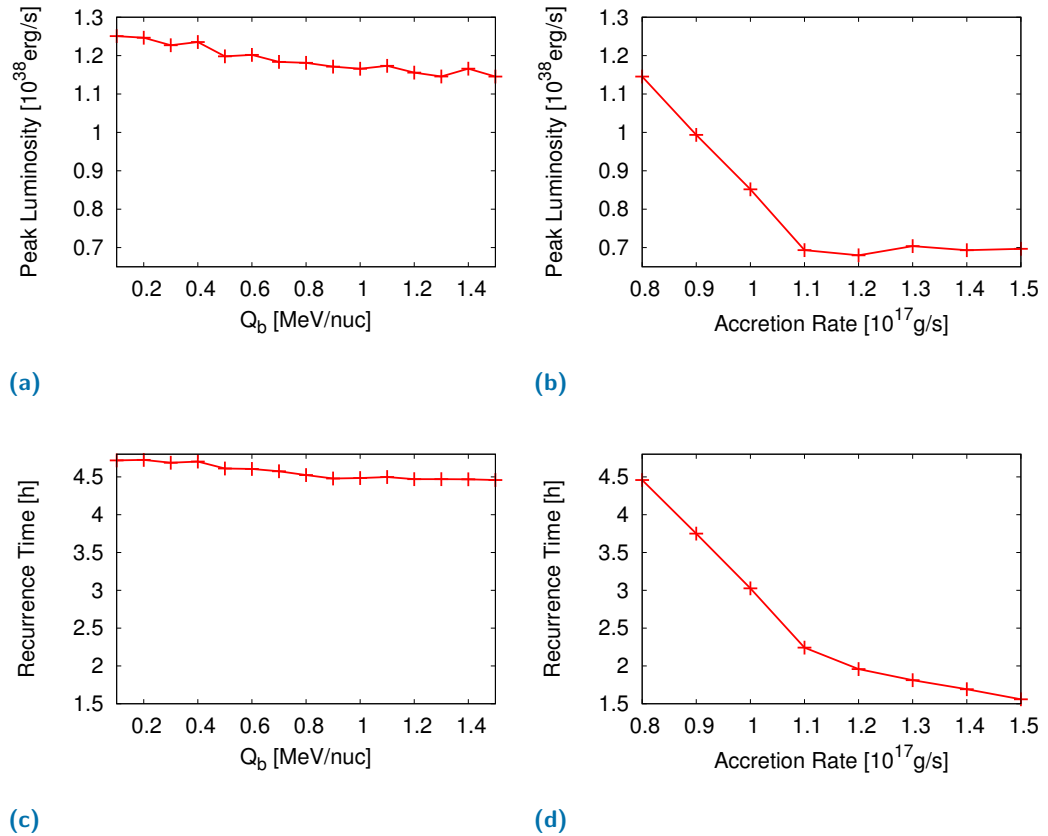 1.3
1.2
1.1
1
0.9
0.8
0.7
Peak Luminosity [10^38 erg/s]
0.2 0.4 0.6 0.8 1 1.2 1.4
Q_b [MeV/nuc]
(a)
1.3
1.2
1.1
1
0.9
0.8
0.7
Peak Luminosity [10^38 erg/s]
0.8 0.9 1 1.1 1.2 1.3 1.4 1.5
Accretion Rate [10^17 g/s]
(b)
4.5
4
3.5
3
2.5
2
1.5
Recurrence Time [h]
0.2 0.4 0.6 0.8 1 1.2 1.4
Q_b [MeV/nuc]
(c)
4.5
4
3.5
3
2.5
2
1.5
Recurrence Time [h]
0.8 0.9 1 1.1 1.2 1.3 1.4 1.5
Accretion Rate [10^17 g/s]
(d)